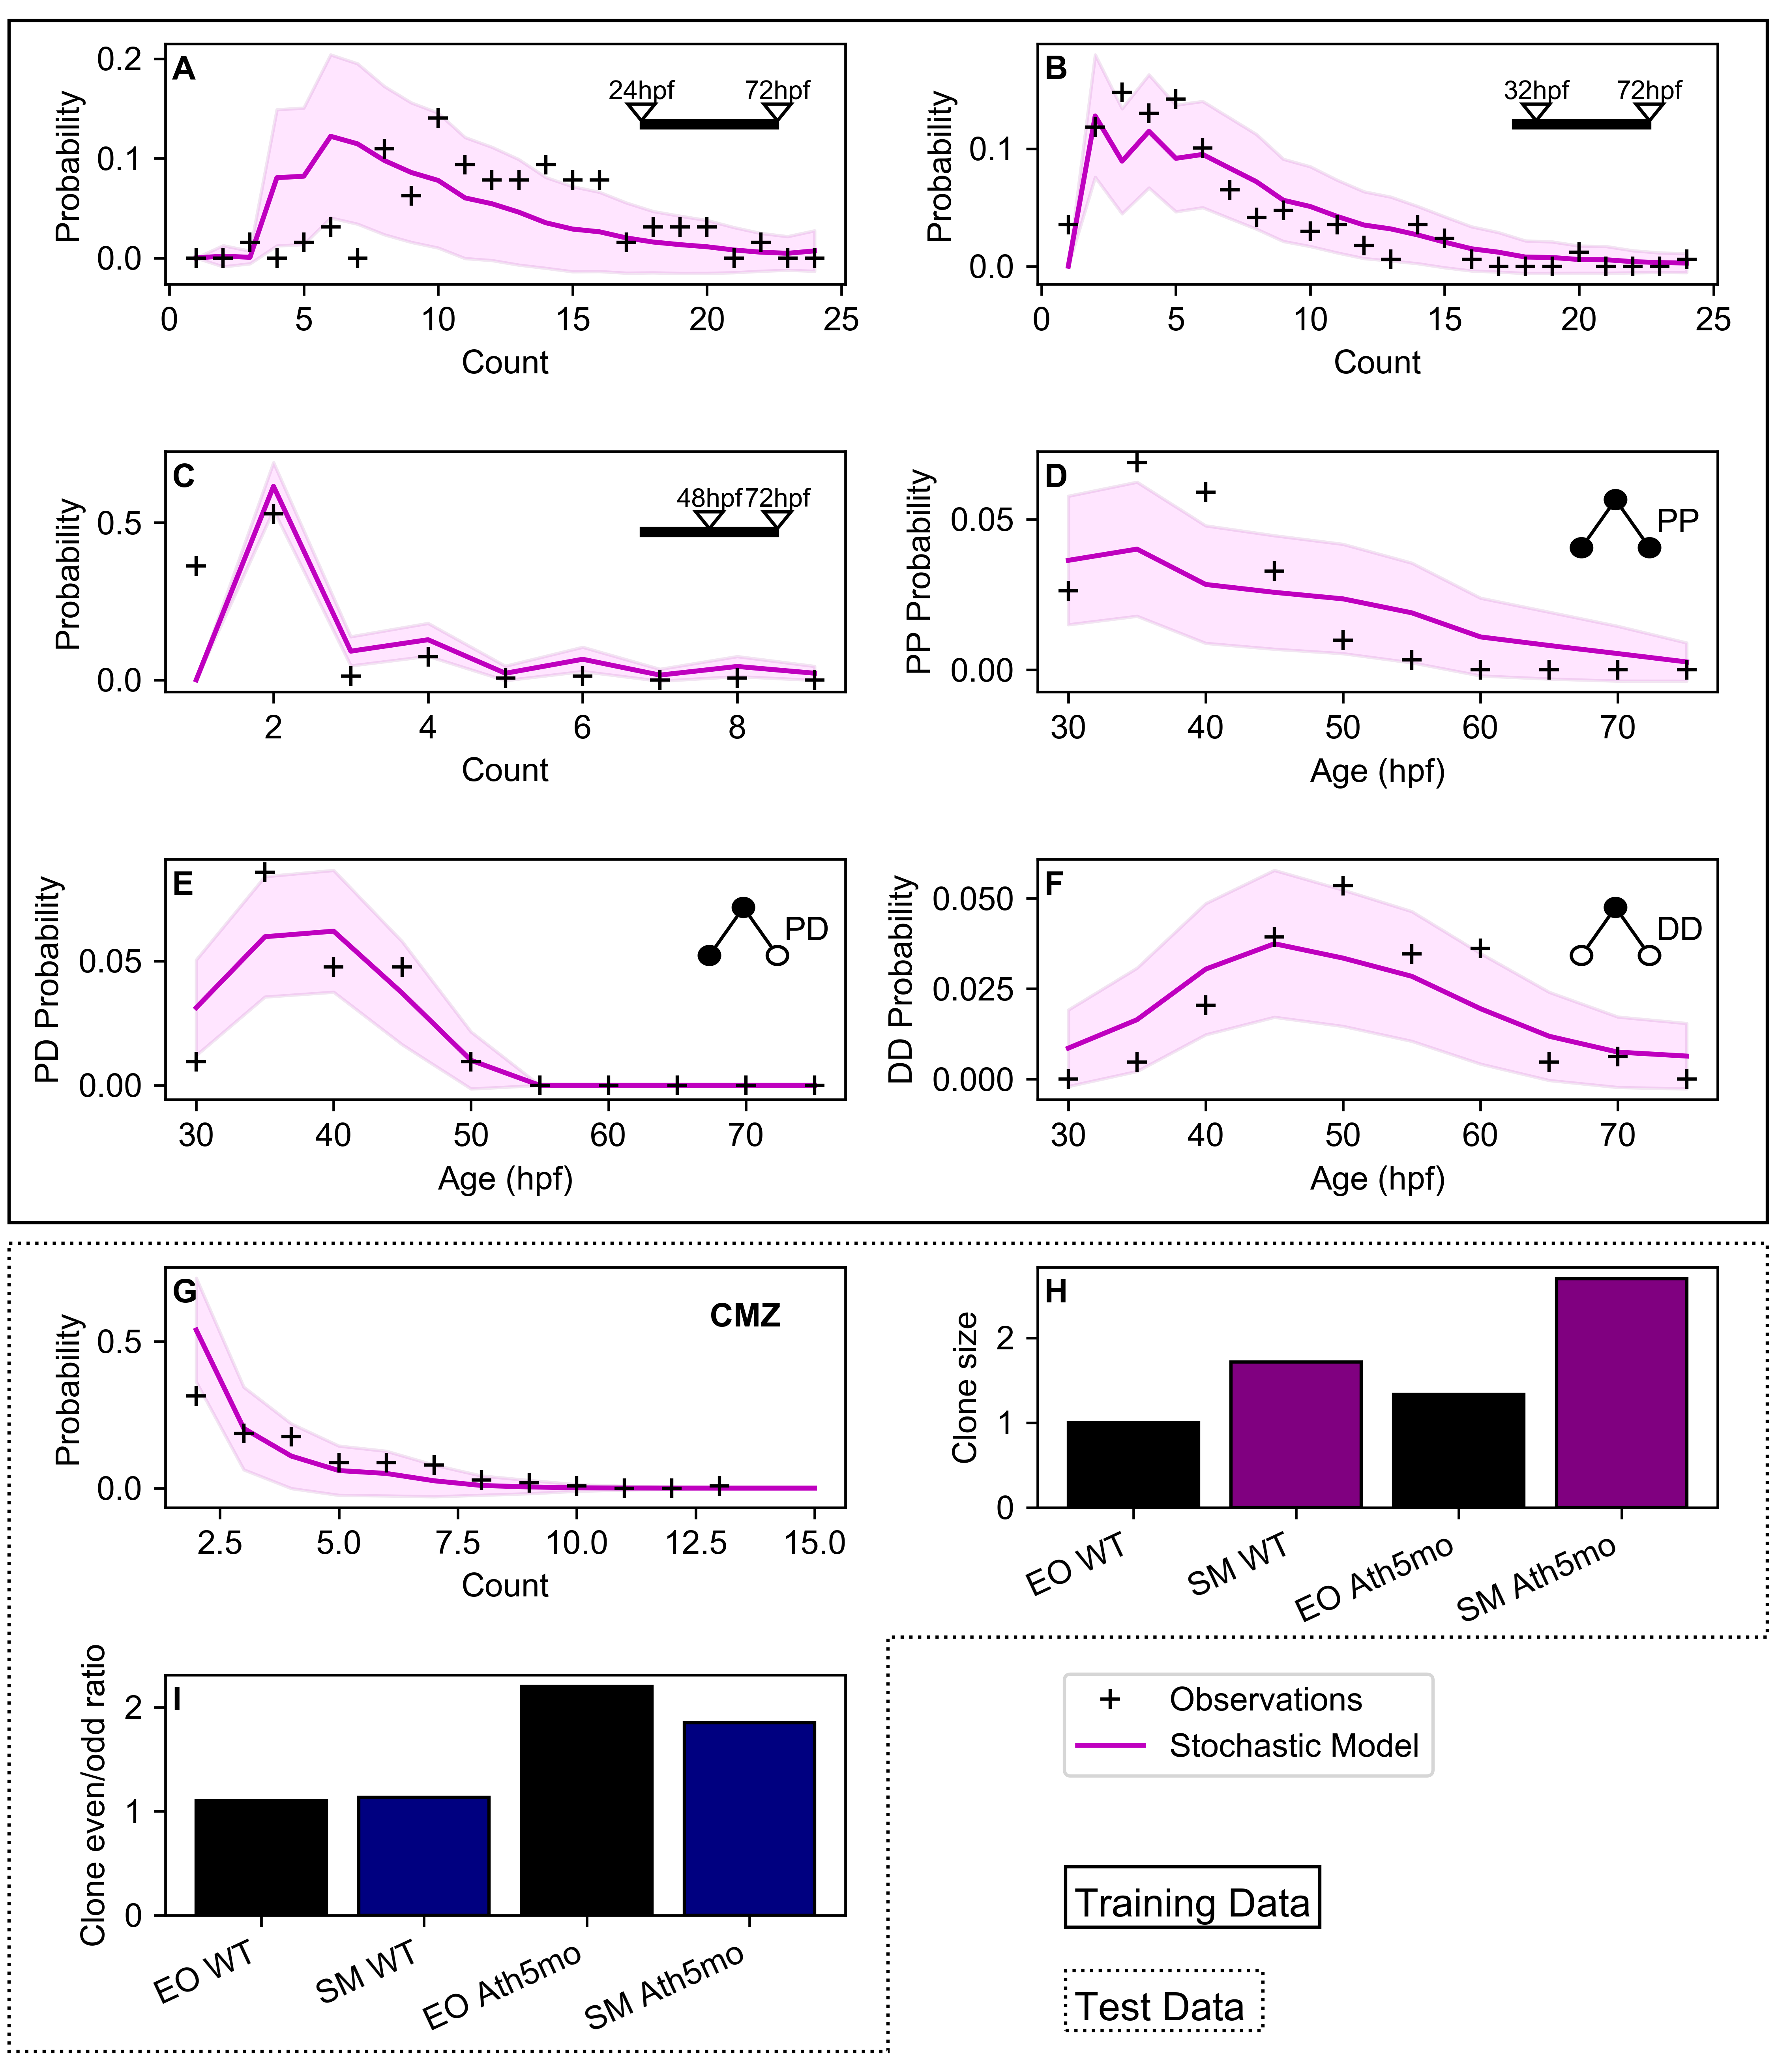 A
24hpf 72hpf
Probability
0.2
0.1
0.0
0 5 10 15 20 25
Count
B
32hpf 72hpf
Probability
0.1
0.0
0 5 10 15 20 25
Count
C
48hpf 72hpf
Probability
0.5
0.0
2 4 6 8
Count
D
PP
PP Probability
0.05
0.00
30 40 50 60 70
Age (hpf)
E
PD
PD Probability
0.05
0.00
30 40 50 60 70
Age (hpf)
F
DD
DD Probability
0.050
0.025
0.000
30 40 50 60 70
Age (hpf)
G
CMZ
Probability
0.5
0.0
2.5 5.0 7.5 10.0 12.5 15.0
Count
H
Clone size
2
1
0
EO WT
SM WT
EO Ath5mo
SM Ath5mo
I
Clone even/odd ratio
2
1
0
EO WT
SM WT
EO Ath5mo
SM Ath5mo
Observations
Stochastic Model
Training Data
Test Data